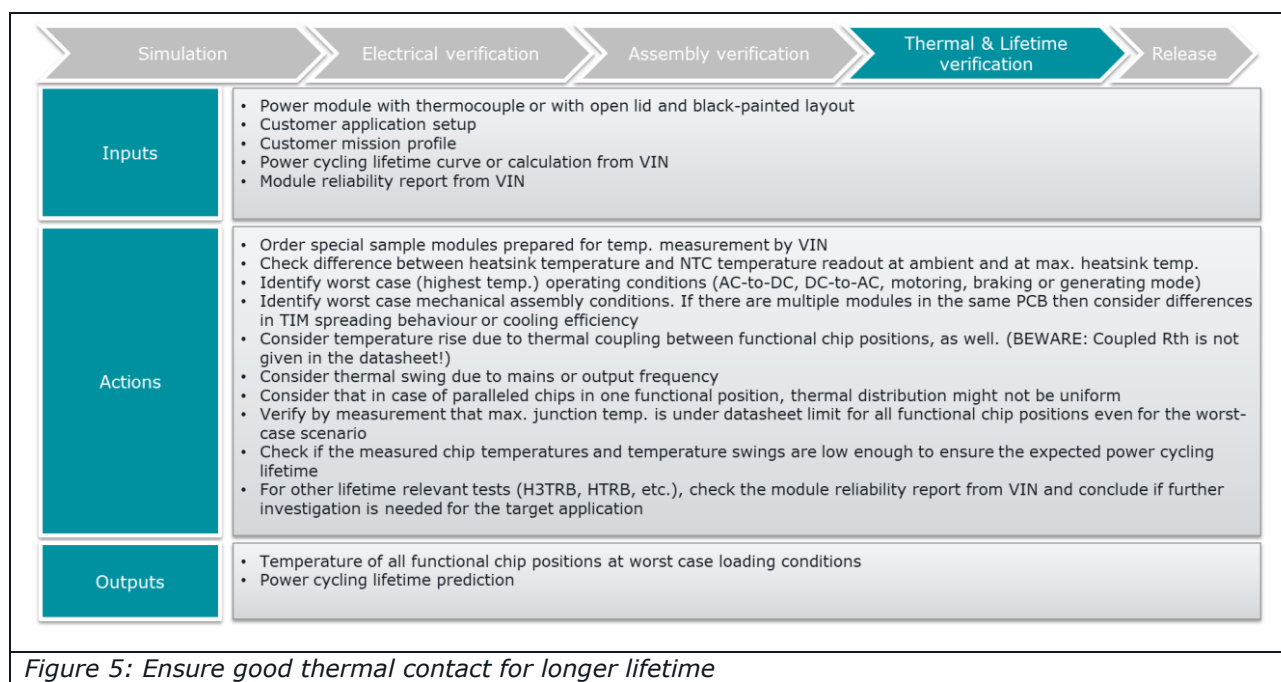 Simulation
Electrical verification
Assembly verification
Thermal & Lifetime
verification
Release
Inputs
• Power module with thermocouple or with open lid and black-painted layout
• Customer application setup
• Customer mission profile
• Power cycling lifetime curve or calculation from VIN
• Module reliability report from VIN
Actions
• Order special sample modules prepared for temp. measurement by VIN
• Check difference between heatsink temperature and NTC temperature readout at ambient and at max. heatsink temp.
• Identify worst case (highest temp.) operating conditions (AC-to-DC, DC-to-AC, motoring, braking or generating mode)
• Identify worst case mechanical assembly conditions. If there are multiple modules in the same PCB then consider differences
in TIM spreading behaviour or cooling efficiency
• Consider temperature rise due to thermal coupling between functional chip positions, as well. (BEWARE: Coupled Rth is not
given in the datasheet!)
• Consider thermal swing due to mains or output frequency
• Consider that in case of paralleled chips in one functional position, thermal distribution might not be uniform
• Verify by measurement that max. junction temp. is under datasheet limit for all functional chip positions even for the worst-
case scenario
• Check if the measured chip temperatures and temperature swings are low enough to ensure the expected power cycling
lifetime
• For other lifetime relevant tests (H3TRB, HTRB, etc.), check the module reliability report from VIN and conclude if further
investigation is needed for the target application
Outputs
• Temperature of all functional chip positions at worst case loading conditions
• Power cycling lifetime prediction
Figure 5: Ensure good thermal contact for longer lifetime